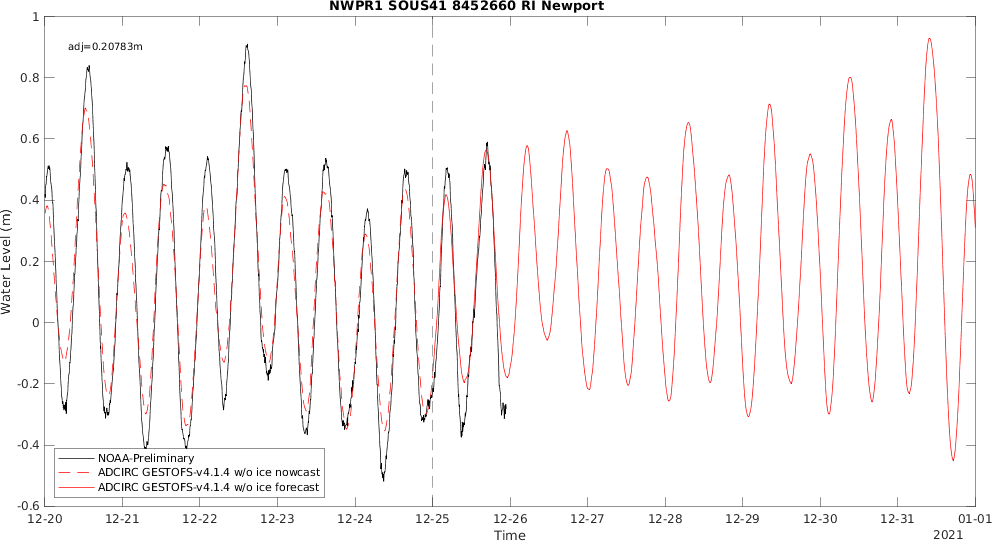 NWPR1 SOUS41 8452660 RI Newport
adj=0.20783m
1
0.8
0.6
0.4
0.2
0
-0.2
-0.4
-0.6
Water Level (m)
NOAA-Preliminary
ADCIRC GESTOFS-v4.1.4 w/o ice nowcast
ADCIRC GESTOFS-v4.1.4 w/o ice forecast
12-20 12-21 12-22 12-23 12-24 12-25 12-26 12-27 12-28 12-29 12-30 12-31 01-01
Time
2021